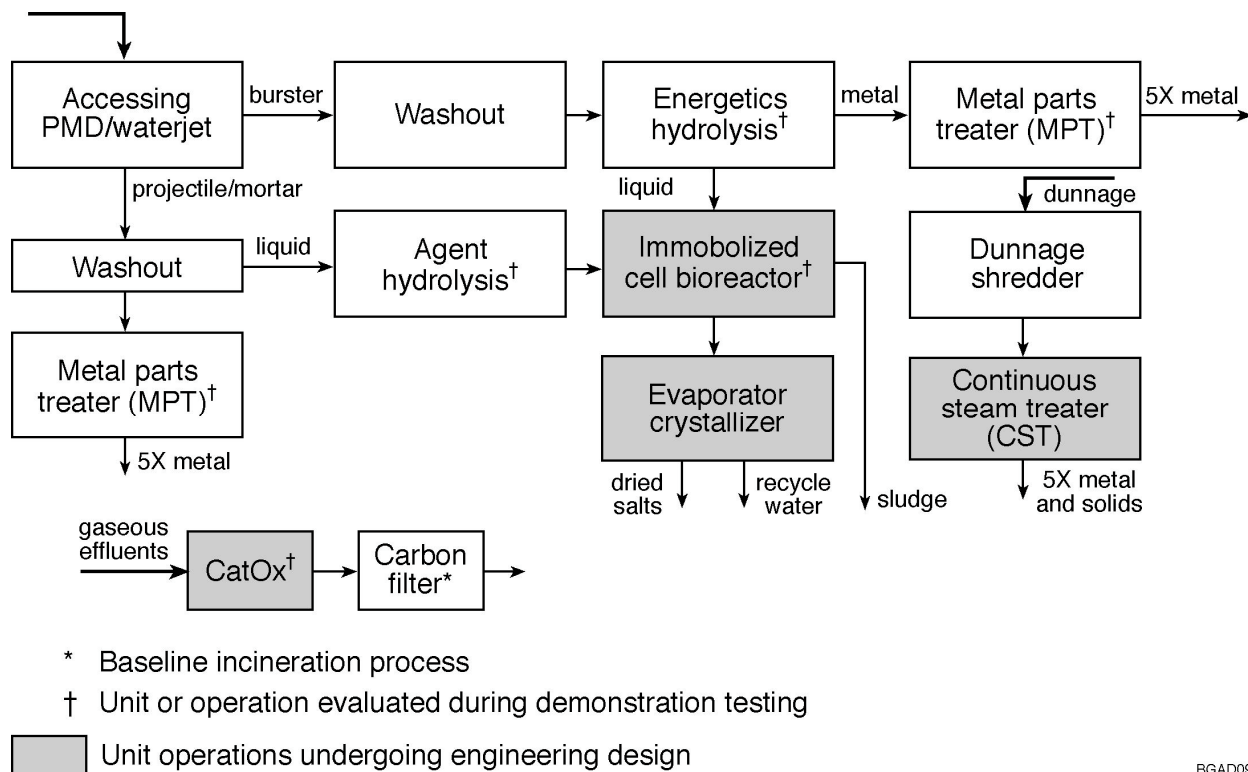 Accessing
PMD/waterjet
burster
Washout
Energetics
hydrolysis†
metal
Metal parts
treater (MPT)†
5X metal
projectile/mortar
liquid
dunnage
Washout
liquid
Agent
hydrolysis†
Immobolized
cell bioreactor†
Dunnage
shredder
Metal parts
treater (MPT)†
Evaporator
crystallizer
Continuous
steam treater
(CST)
5X metal
dried
salts
recycle
water
sludge
5X metal
and solids
gaseous
effluents
CatOx†
Carbon
filter*
* Baseline incineration process
† Unit or operation evaluated during demonstration testing
Unit operations undergoing engineering design
BGAD09